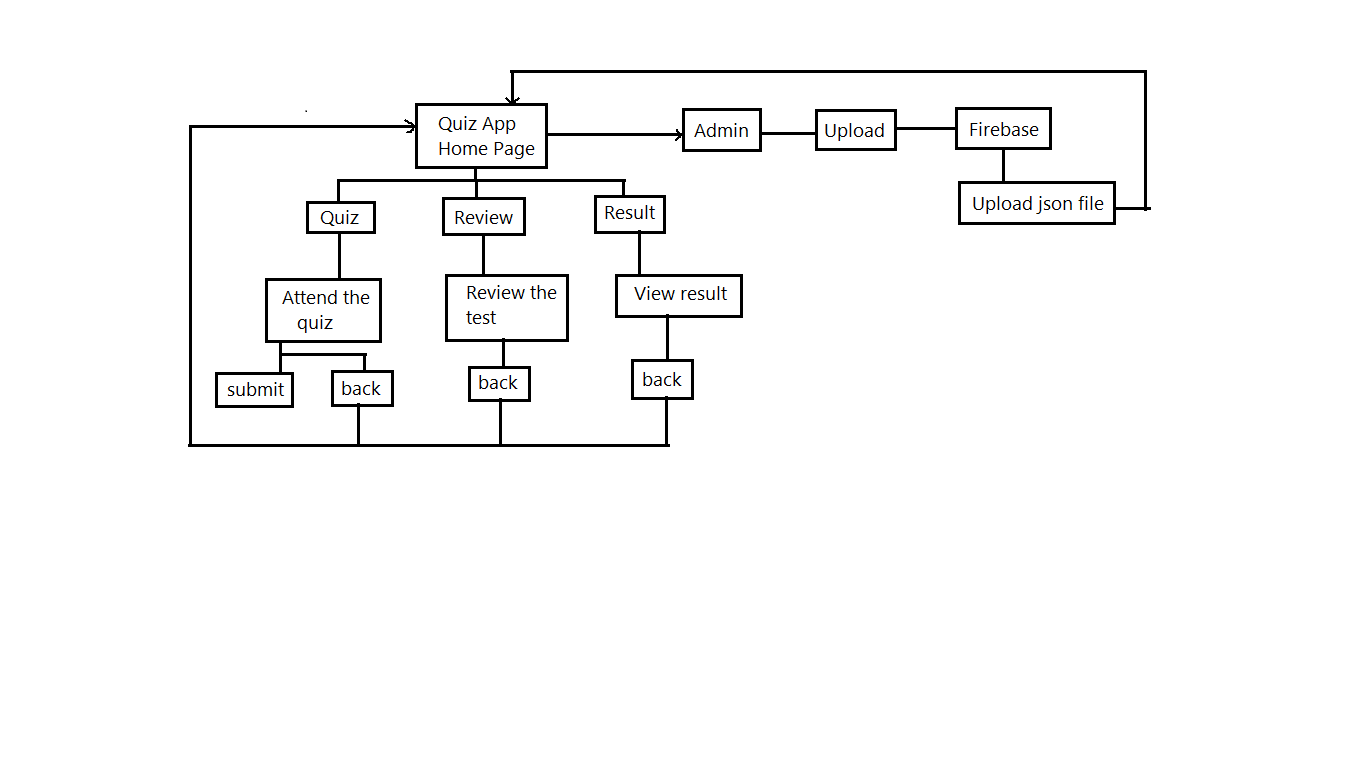 Quiz App
Home Page
Admin
Upload
Firebase
Upload json file
Quiz
Review
Result
Attend the
quiz
Review the
test
View result
submit
back
back
back